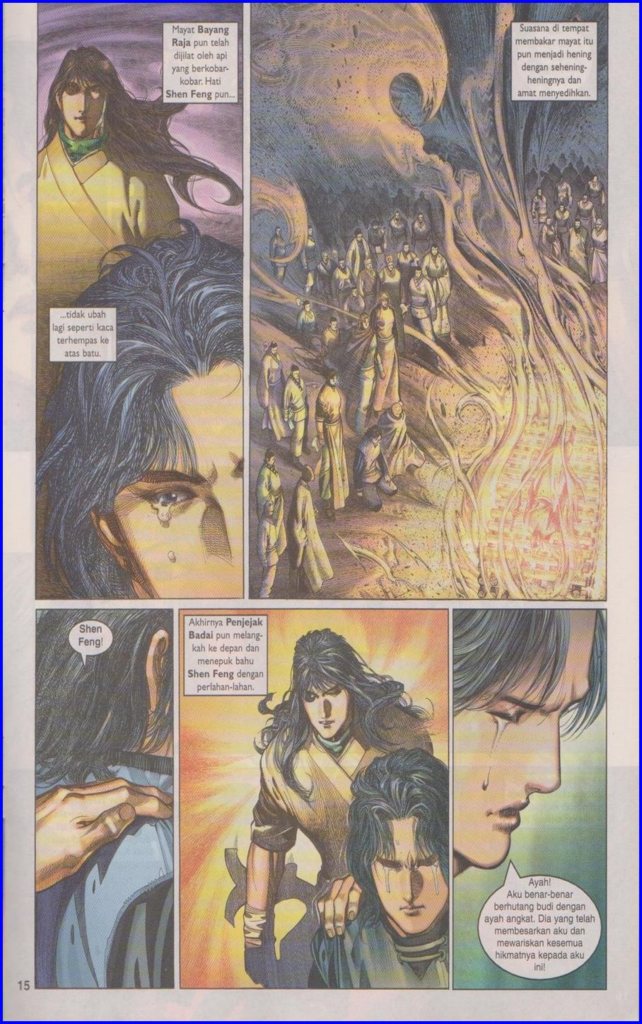 Mayat Bayang
Raja pun telah
dijilat oleh api
yang berkobar-
kobar. Hati
Shen Feng pun...
Suasana di tempat
membakar mayat itu
pun menjadi hening
dengan sehening-
heningnya dan
amat menyedihkan.
...tidak ubah
lagi seperti kaca
terhempas ke
atas batu.
Shen
Feng!
Akhirnya Penjejak
Badai pun melang-
kah ke depan dan
menepuk bahu
Shen Feng dengan
perlahan-lahan.
Ayah!
Aku benar-benar
berhutang budi dengan
ayah angkat. Dia yang telah
membesarkan aku dan
mewariskan kesemua
hikmatnya kepada aku
ini!
15